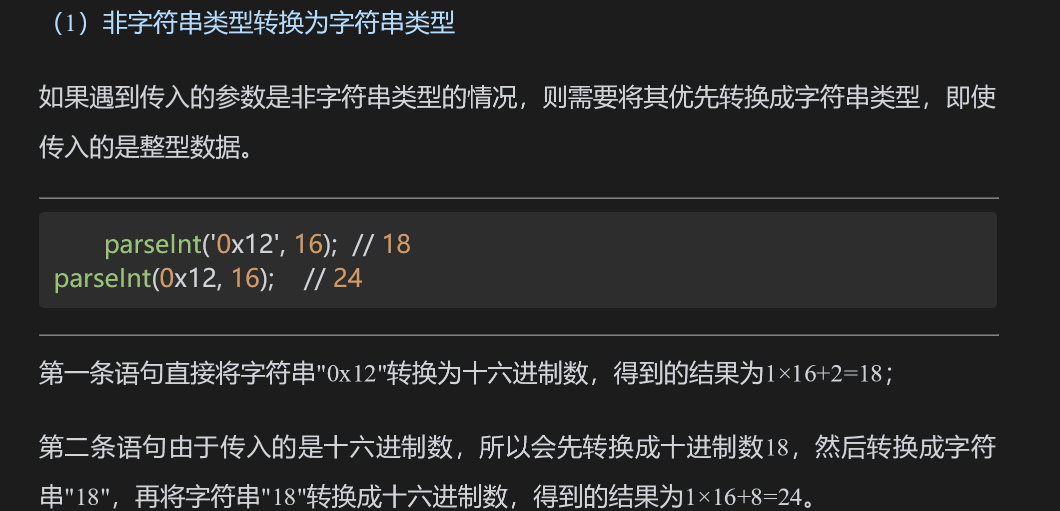 （1）非字符串类型转换为字符串类型
如果遇到传入的参数是非字符串类型的情况，则需要将其优先转换成字符串类型，即使
传入的是整型数据。
parseInt('0x12', 16);  // 18
parseInt(0x12, 16);    // 24
第一条语句直接将字符串"0x12"转换为十六进制数，得到的结果为1×16+2=18；
第二条语句由于传入的是十六进制数，所以会先转换成十进制数18，然后转换成字符
串"18"，再将字符串"18"转换成十六进制数，得到的结果为1×16+8=24。